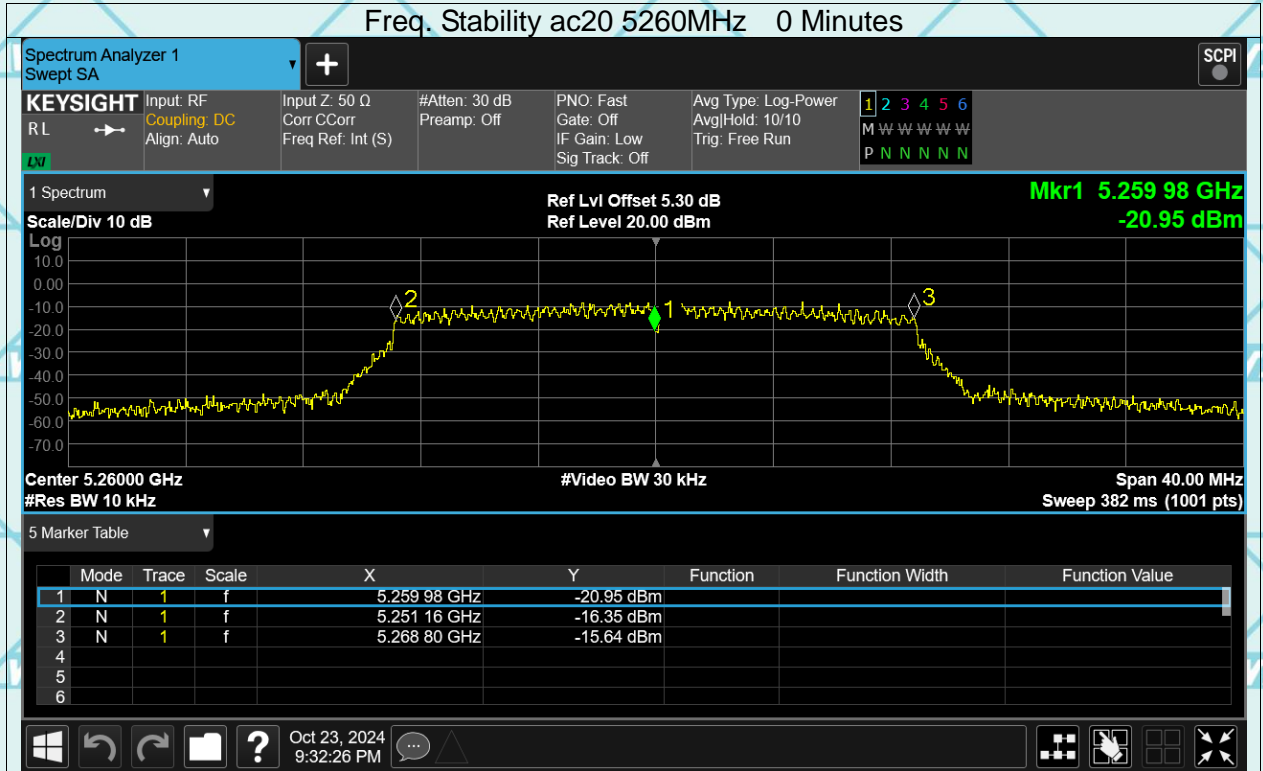 Freq. Stability ac20 5260MHz 0 Minutes
Spectrum Analyzer 1
Swept SA
+
SCPI
KEYSIGHT
R L
LXI
Input: RF
Coupling: DC
Align: Auto
Input Z: 50 Ω
Corr CCorr
Freq Ref: Int (S)
#Atten: 30 dB
Preamp: Off
PNO: Fast
Gate: Off
IF Gain: Low
Sig Track: Off
Avg Type: Log-Power
Avg|Hold: 10/10
Trig: Free Run
1 2 3 4 5 6
M W W W W W
P N N N N N
1 Spectrum
Scale/Div 10 dB
Ref Lvl Offset 5.30 dB
Ref Level 20.00 dBm
Mkr1 5.259 98 GHz
-20.95 dBm
Log
10.0
0.00
-10.0
-20.0
-30.0
-40.0
-50.0
-60.0
-70.0
2
1
3
Center 5.26000 GHz
#Res BW 10 kHz
#Video BW 30 kHz
Span 40.00 MHz
Sweep 382 ms (1001 pts)
5 Marker Table
Mode Trace Scale X Y Function Function Width Function Value
1 N 1 f 5.259 98 GHz -20.95 dBm
2 N 1 f 5.251 16 GHz -16.35 dBm
3 N 1 f 5.268 80 GHz -15.64 dBm
4
5
6
?
Oct 23, 2024
9:32:26 PM